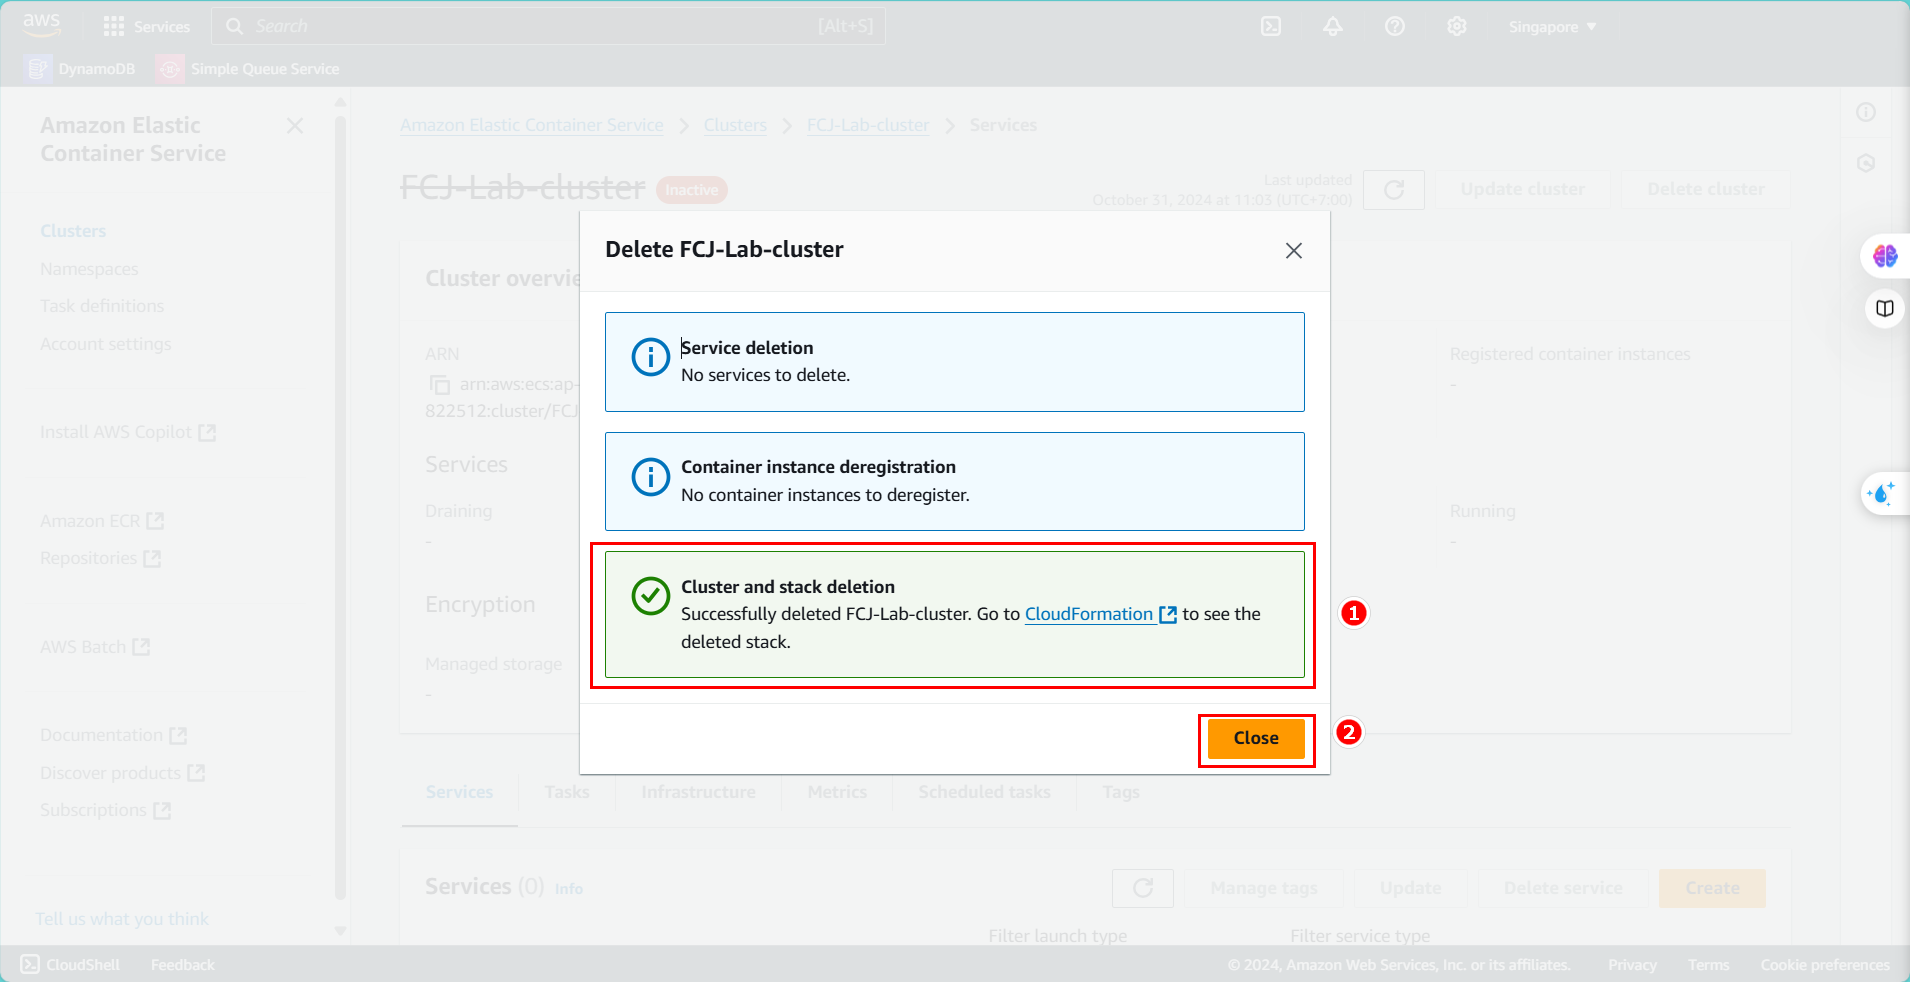 aws
Services
Search
[Alt+S]
Singapore
DynamoDB
Simple Queue Service
Amazon Elastic
Container Service
Clusters
Namespaces
Task definitions
Account settings
Install AWS Copilot
Amazon ECR
Repositories
AWS Batch
Documentation
Discover products
Subscriptions
Tell us what you think
Amazon Elastic Container Service
Clusters
FCJ-Lab-cluster
Services
FCJ-Lab-cluster
Inactive
Last updated
October 31, 2024 at 11:03 (UTC+7:00)
Update cluster
Delete cluster
Cluster
ARN
arn:aws:ecs:ap-
822512:cluster/FCJ
Registered container instances
-
Services
Draining
-
Running
-
Encryption
Managed storage
-
Delete FCJ-Lab-cluster
Service deletion
No services to delete.
Container instance deregistration
No container instances to deregister.
Cluster and stack deletion
Successfully deleted FCJ-Lab-cluster. Go to CloudFormation to see the
deleted stack.
1
Close
2
Services
Tasks
Infrastructure
Metrics
Scheduled tasks
Tags
Services (0) Info
Manage tags
Update
Delete service
Create
Filter launch type
Filter service type
CloudShell
Feedback
© 2024, Amazon Web Services, Inc. or its affiliates.
Privacy
Terms
Cookie preferences